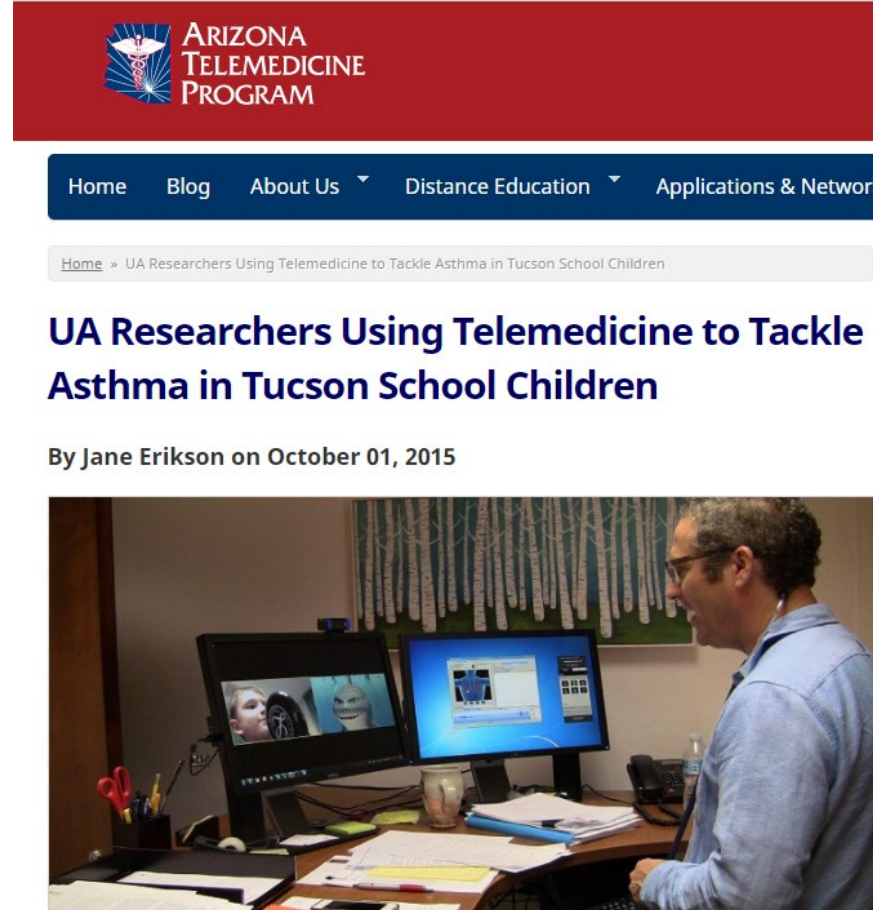 ARIZONA
TELEMEDICINE
PROGRAM
Home Blog About Us Distance Education Applications & Networ
Home » UA Researchers Using Telemedicine to Tackle Asthma in Tucson School Children
UA Researchers Using Telemedicine to Tackle
Asthma in Tucson School Children
By Jane Erikson on October 01, 2015